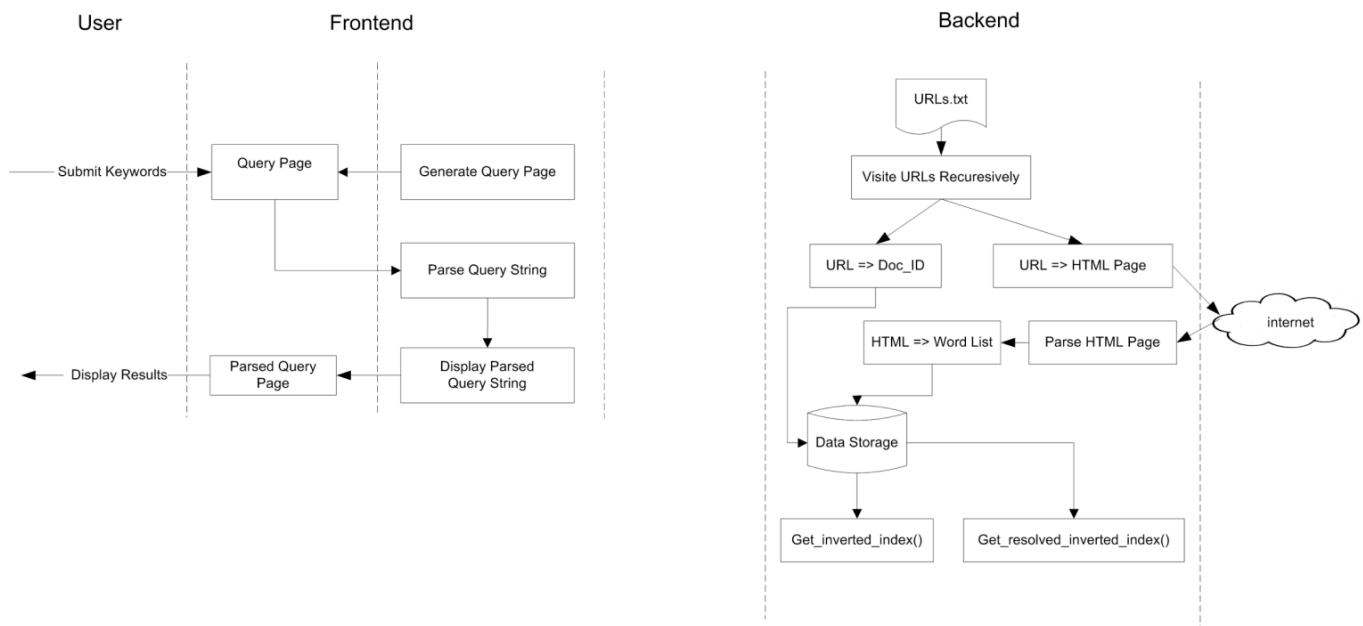 User
Frontend
Backend
Submit Keywords
Query Page
Generate Query Page
Parse Query String
Display Results
Parsed Query
Page
Display Parsed
Query String
URLs.txt
Visite URLs Recuresively
URL => Doc_ID
URL => HTML Page
internet
HTML => Word List
Parse HTML Page
Data Storage
Get_inverted_index()
Get_resolved_inverted_index()